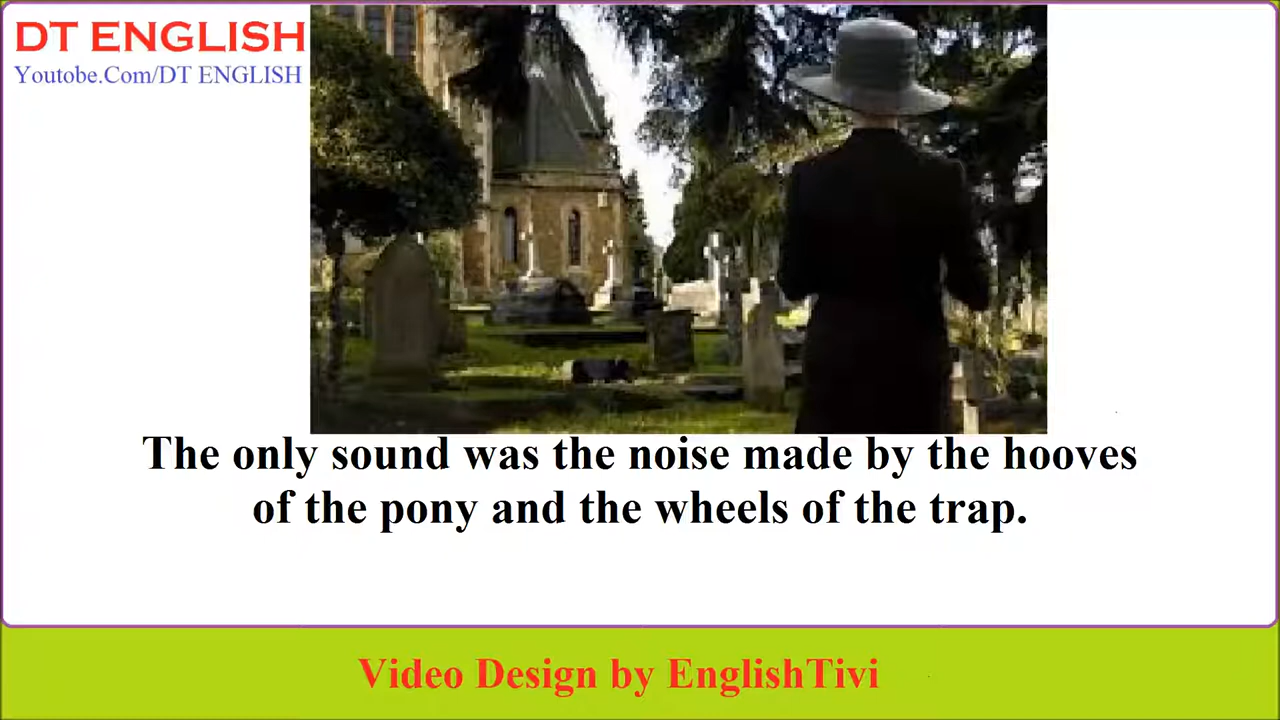 DT ENGLISH
Youtobe.Com/DT ENGLISH
The only sound was the noise made by the hooves
of the pony and the wheels of the trap.
Video Design by EnglishTivi